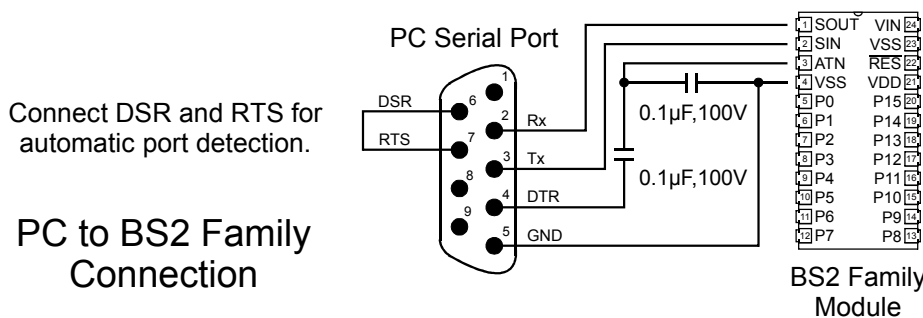 PC Serial Port
Connect DSR and RTS for
automatic port detection.
PC to BS2 Family
Connection
DSR
RTS
6
7
8
9
1
2
3
4
5
Rx
Tx
DTR
GND
0.1µF,100V
0.1µF,100V
1 SOUT VIN 24
2 SIN VSS 23
3 ATN RES 22
4 VSS VDD 21
5 P0 P15 20
6 P1 P14 19
7 P2 P13 18
8 P3 P12 17
9 P4 P11 16
10 P5 P10 15
11 P6 P9 14
12 P7 P8 13
BS2 Family
Module